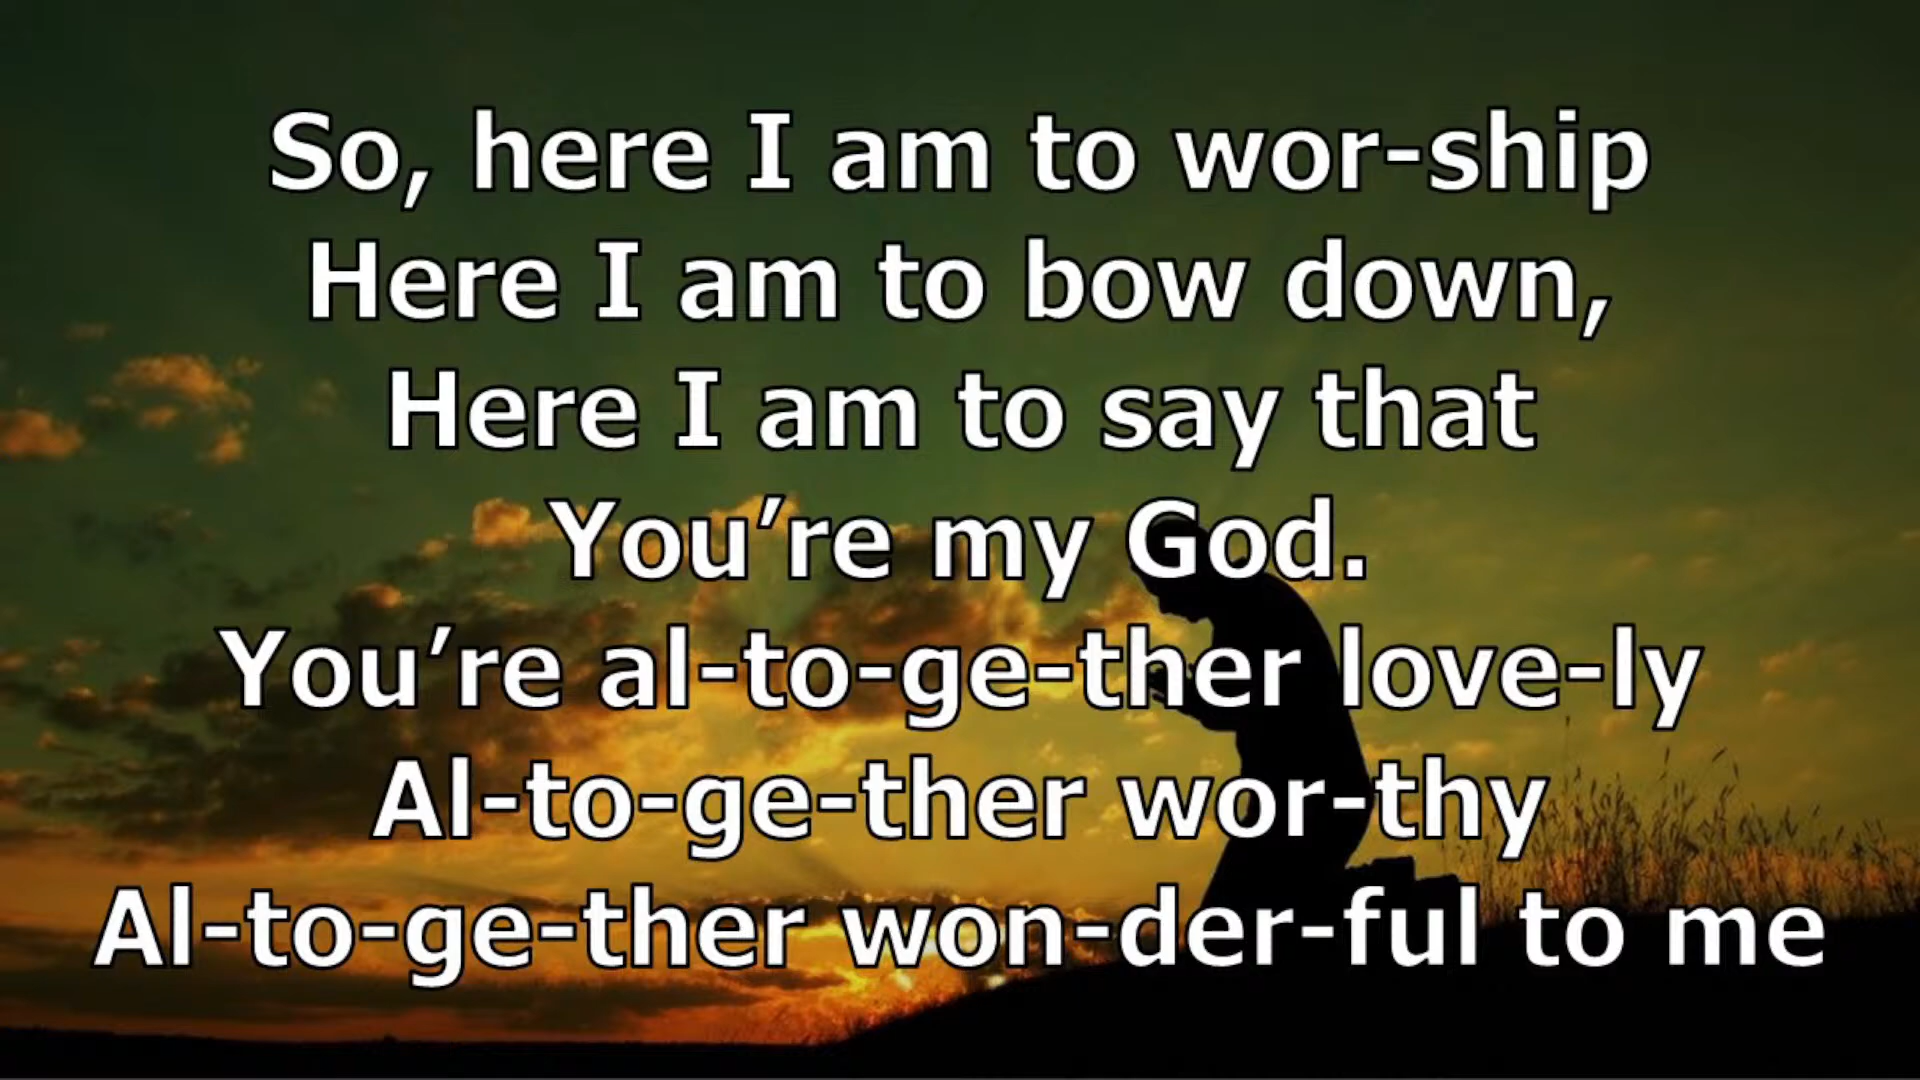 So, here I am to wor-ship
Here I am to bow down,
Here I am to say that
You’re my God.
You’re al-to-ge-ther love-ly
Al-to-ge-ther wor-thy
Al-to-ge-ther won-der-ful to me